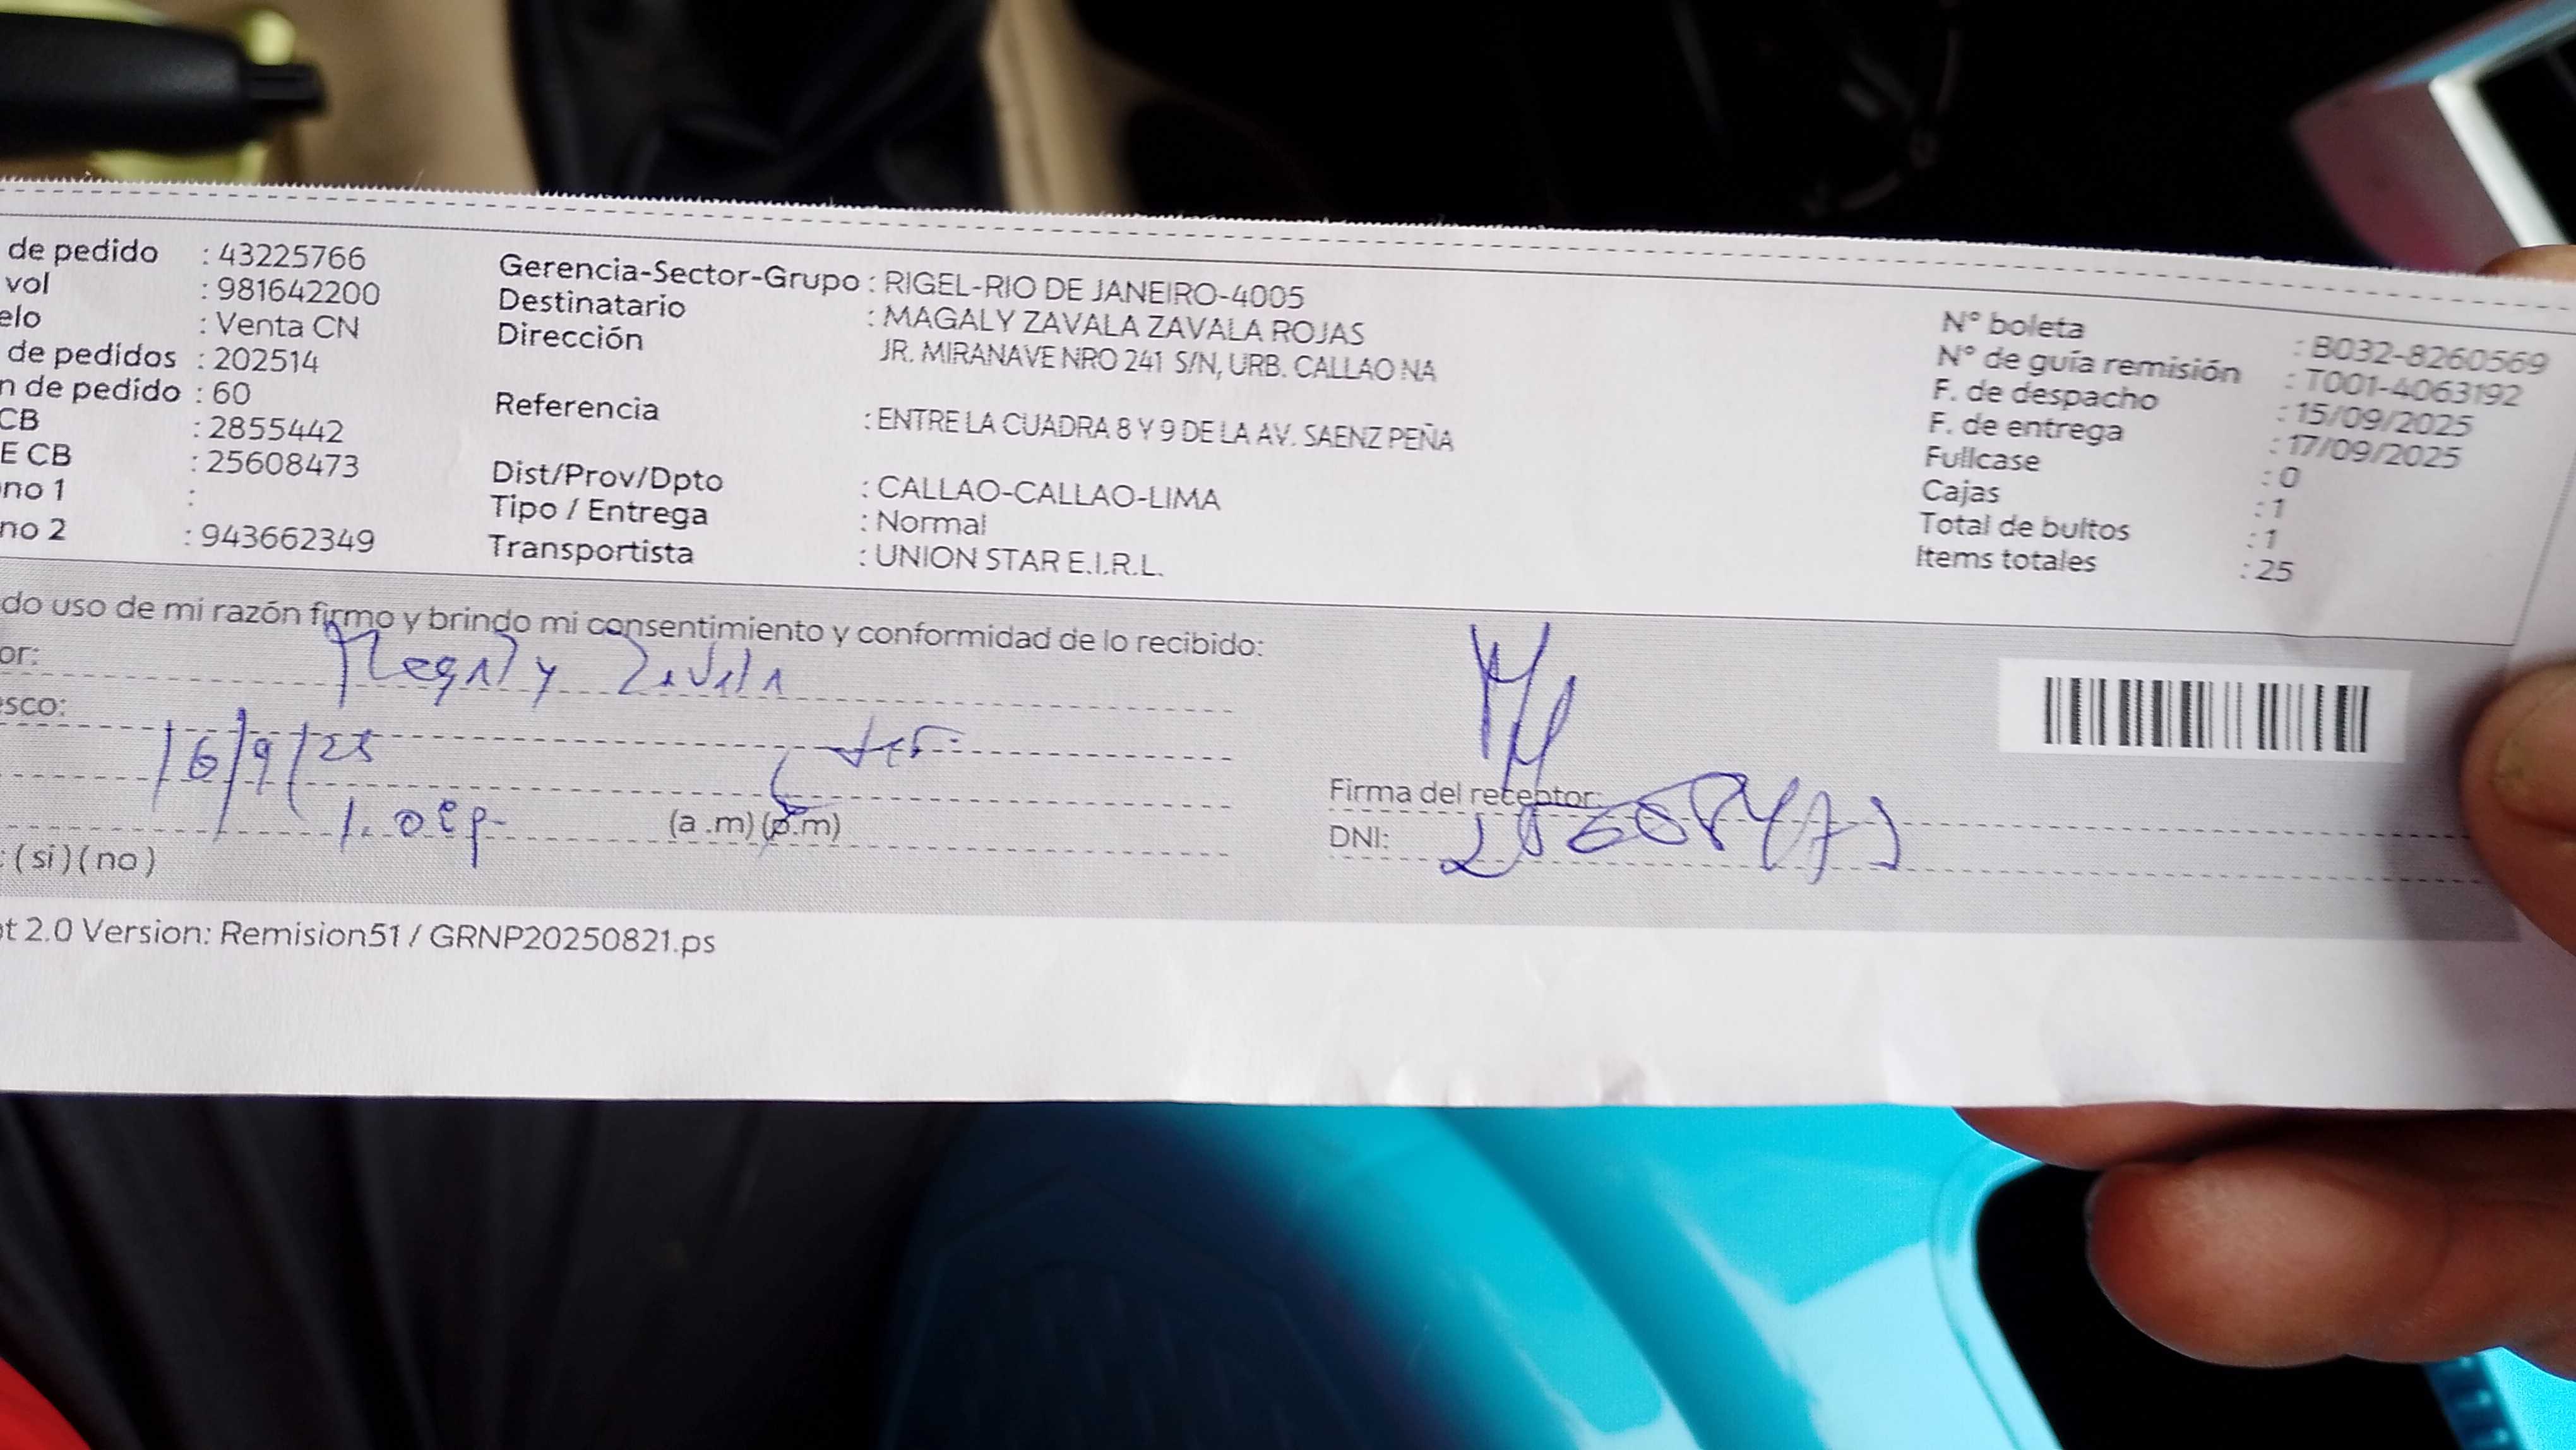 de pedido : 43225766
vol : 981642200
elo : Venta CN
de pedidos : 202514
n de pedido : 60
CB : 2855442
E CB : 25608473
no 1 :
no 2 : 943662349
Gerencia-Sector-Grupo : RIGEL-RIO DE JANEIRO-4005
Destinatario : MAGALY ZAVALA ZAVALA ROJAS
Dirección JR. MIRANAVE NRO 241 S/N, URB. CALLAO NA
Referencia : ENTRE LA CUADRA 8 Y 9 DE LA AV. SAENZ PEÑA
Dist/Prov/Dpto : CALLAO-CALLAO-LIMA
Tipo / Entrega : Normal
Transportista : UNION STAR E.I.R.L.
N° boleta : B032-8260569
N° de guía remisión : T001-4063192
F. de despacho : 15/09/2025
F. de entrega : 17/09/2025
Fullcase : 0
Cajas : 1
Total de bultos : 1
Items totales : 25
do uso de mi razón firmo y brindo mi consentimiento y conformidad de lo recibido:
or: Magaly Zavala
esco:
16/9/25
(a .m) (p.m)
: ( si ) ( no )
Firma del receptor:
DNI: 25608473
t 2.0 Version: Remision51 / GRNP20250821.ps